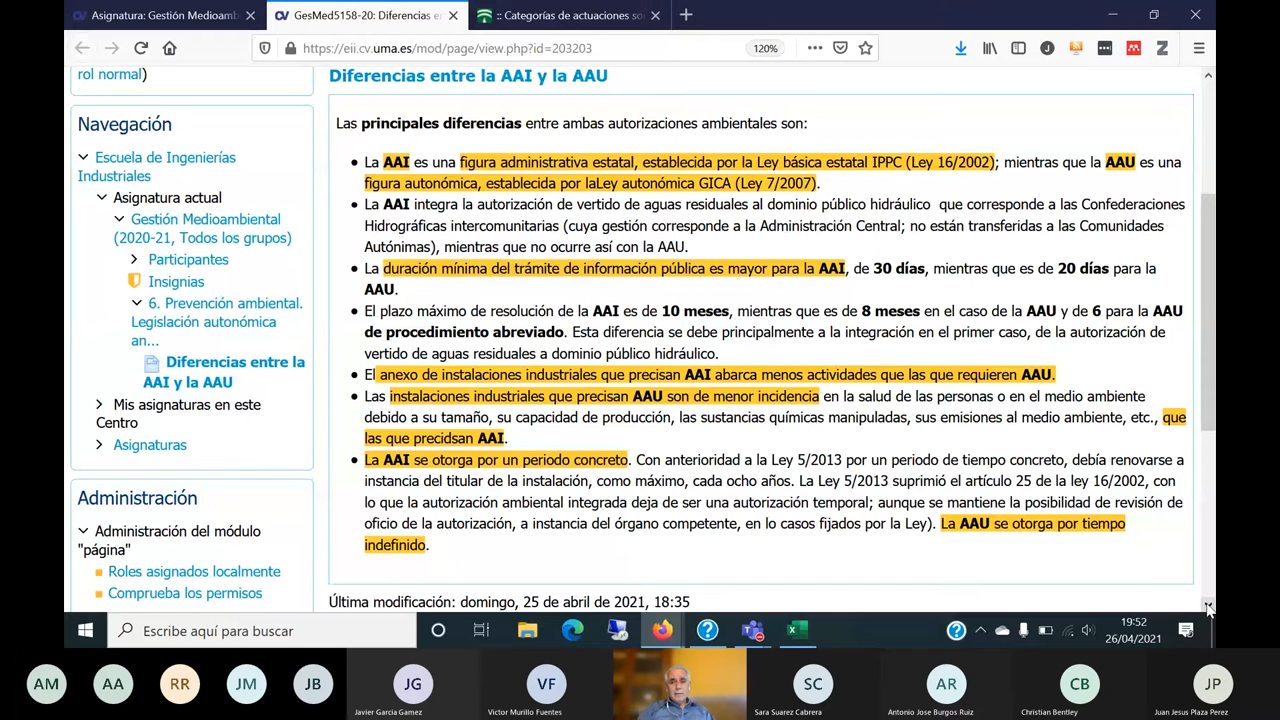 Asignatura: Gestión Medioamb
GesMed5158-20: Diferencias e
:: Categorías de actuaciones so
https://eii.cv.uma.es/mod/page/view.php?id=203203
120%
rol normal)
Navegación
Escuela de Ingenierías
Industriales
Asignatura actual
Gestión Medioambiental
(2020-21, Todos los grupos)
Participantes
Insignias
6. Prevención ambiental.
Legislación autonómica
an...
Diferencias entre la
AAI y la AAU
Mis asignaturas en este
Centro
Asignaturas
Administración
Administración del módulo
"página"
Roles asignados localmente
Comprueba los permisos
Diferencias entre la AAI y la AAU
Las principales diferencias entre ambas autorizaciones ambientales son:
• La AAI es una figura administrativa estatal, establecida por la Ley básica estatal IPPC (Ley 16/2002); mientras que la AAU es una
figura autonómica, establecida por laLey autonómica GICA (Ley 7/2007).
• La AAI integra la autorización de vertido de aguas residuales al dominio público hidráulico que corresponde a las Confederaciones
Hidrográficas intercomunitarias (cuya gestión corresponde a la Administración Central; no están transferidas a las Comunidades
Autónimas), mientras que no ocurre así con la AAU.
• La duración mínima del trámite de información pública es mayor para la AAI, de 30 días, mientras que es de 20 días para la
AAU.
• El plazo máximo de resolución de la AAI es de 10 meses, mientras que es de 8 meses en el caso de la AAU y de 6 para la AAU
de procedimiento abreviado. Esta diferencia se debe principalmente a la integración en el primer caso, de la autorización de
vertido de aguas residuales a dominio público hidráulico.
• El anexo de instalaciones industriales que precisan AAI abarca menos actividades que las que requieren AAU.
• Las instalaciones industriales que precisan AAU son de menor incidencia en la salud de las personas o en el medio ambiente
debido a su tamaño, su capacidad de producción, las sustancias químicas manipuladas, sus emisiones al medio ambiente, etc., que
las que precidsan AAI.
• La AAI se otorga por un periodo concreto. Con anterioridad a la Ley 5/2013 por un periodo de tiempo concreto, debía renovarse a
instancia del titular de la instalación, como máximo, cada ocho años. La Ley 5/2013 suprimió el artículo 25 de la ley 16/2002, con
lo que la autorización ambiental integrada deja de ser una autorización temporal; aunque se mantiene la posibilidad de revisión de
oficio de la autorización, a instancia del órgano competente, en lo casos fijados por la Ley). La AAU se otorga por tiempo
indefinido.
Última modificación: domingo, 25 de abril de 2021, 18:35
Escribe aquí para buscar
19:52
26/04/2021
AM
AA
RR
JM
JB
JG
Javier Garcia Gamez
VF
Victor Murillo Fuentes
SC
Sara Suarez Cabrera
AR
Antonio Jose Burgos Ruiz
CB
Christian Bentley
JP
Juan Jesus Plaza Perez